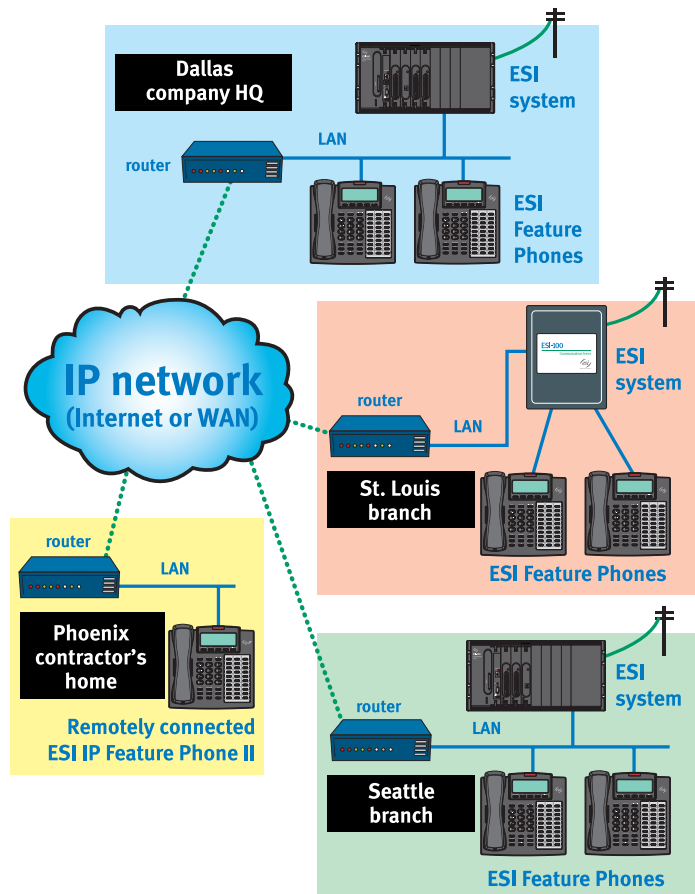 Dallas
company HQ
ESI
system
LAN
router
ESI
Feature
Phones
IP network
(Internet or WAN)
ESI-100
ESI
system
router
LAN
St. Louis
branch
ESI Feature Phones
router
LAN
Phoenix
contractor's
home
Remotely connected
ESI IP Feature Phone II
ESI
system
router
LAN
Seattle
branch
ESI Feature Phones